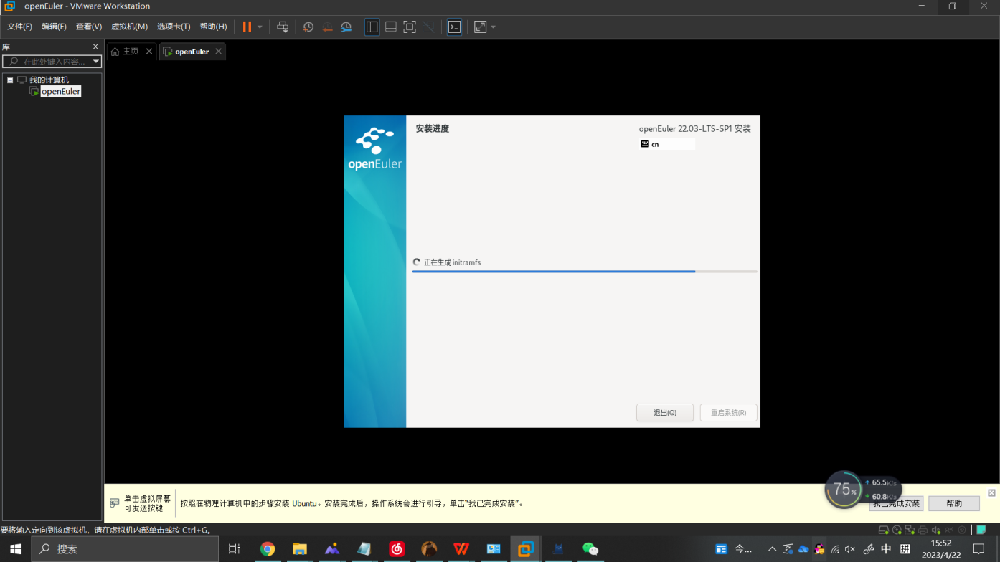 openEuler - VMware Workstation
文件(F) 编辑(E) 查看(V) 虚拟机(M) 选项卡(T) 帮助(H)
库
在此处键入内容...
主页
openEuler
我的计算机
openEuler
openEuler
安装进度
openEuler 22.03-LTS-SP1 安装
cn
正在生成 initramfs
退出(Q)
重启系统(R)
75%
65.5K/s
60.8K/s
单击虚拟屏幕
可发送按键
按照在物理计算机中的步骤安装 Ubuntu。安装完成后，操作系统会进行引导，单击“我已完成安装”。
我已完成安装
帮助
要将输入定向到该虚拟机，请在虚拟机内部单击或按 Ctrl+G。
搜索
今...
中
15:52
2023/4/22